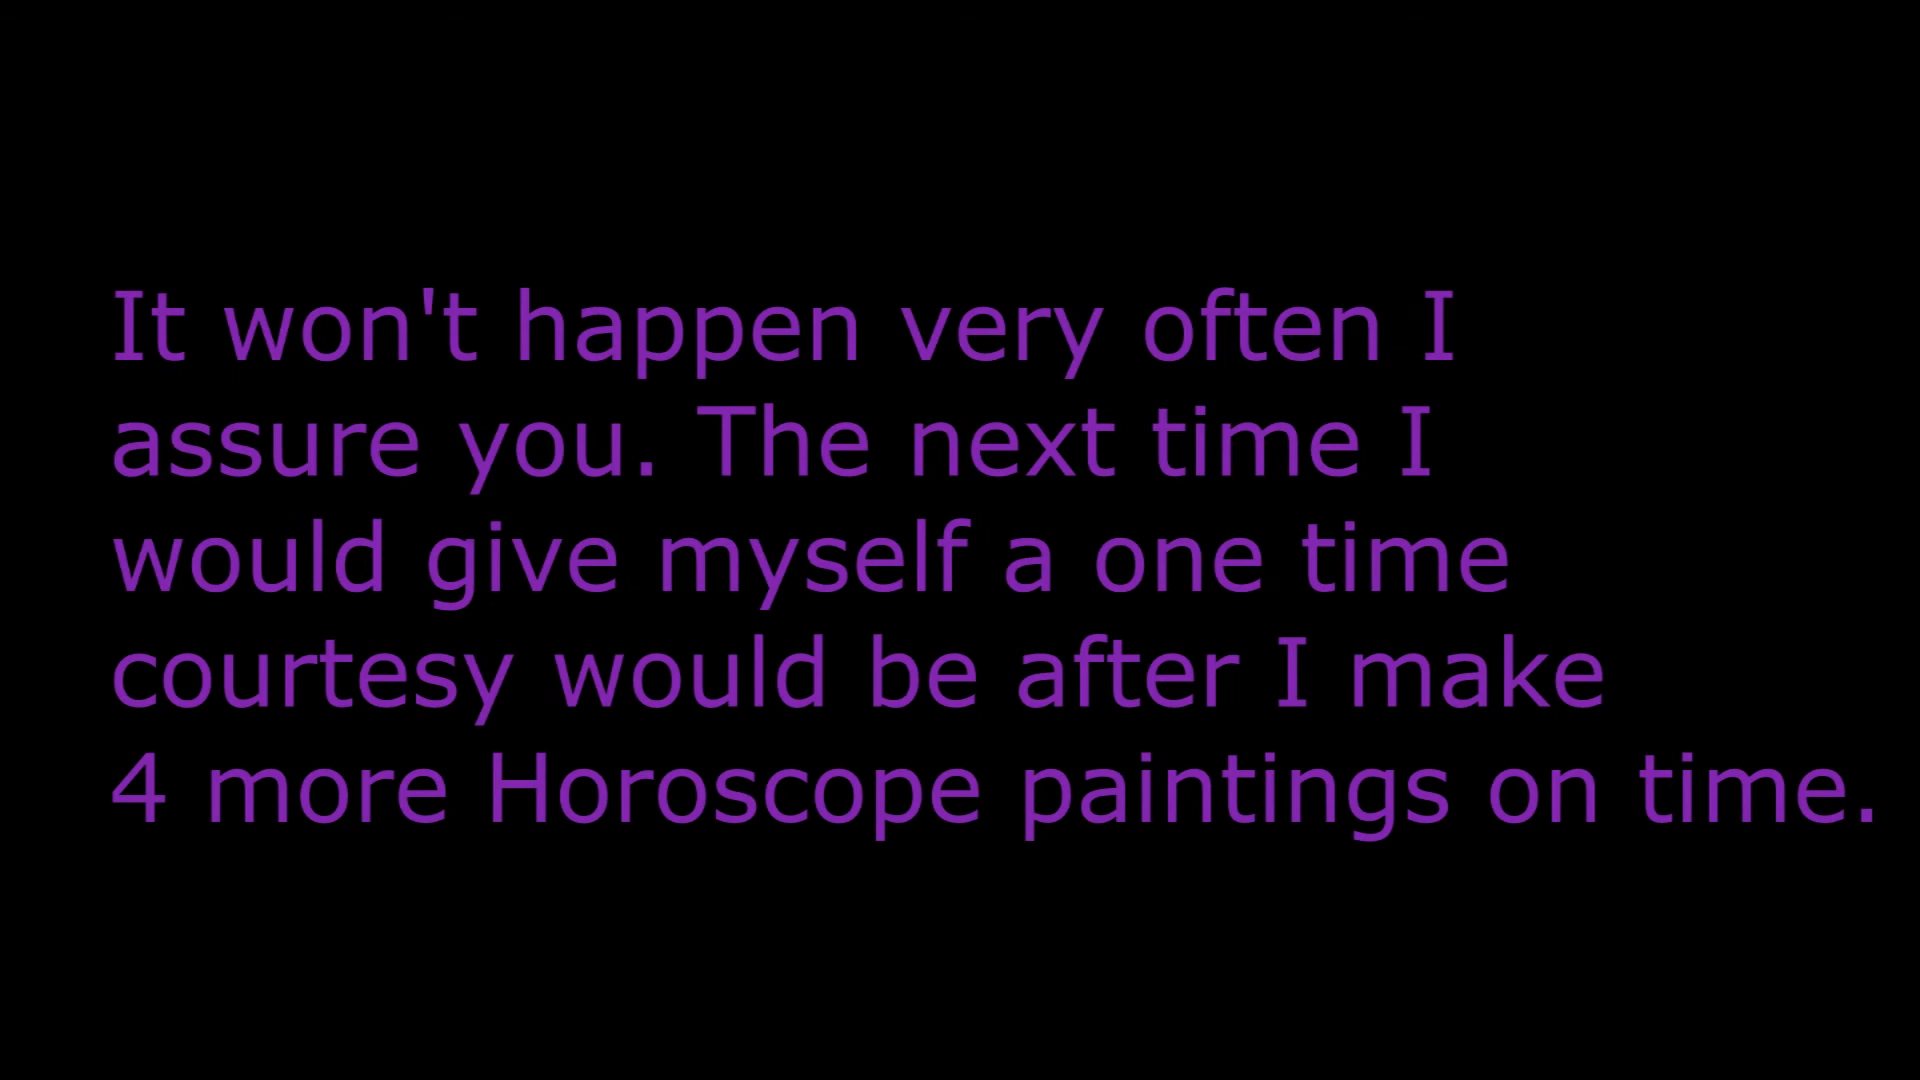 It won't happen very often I
assure you. The next time I
would give myself a one time
courtesy would be after I make
4 more Horoscope paintings on time.